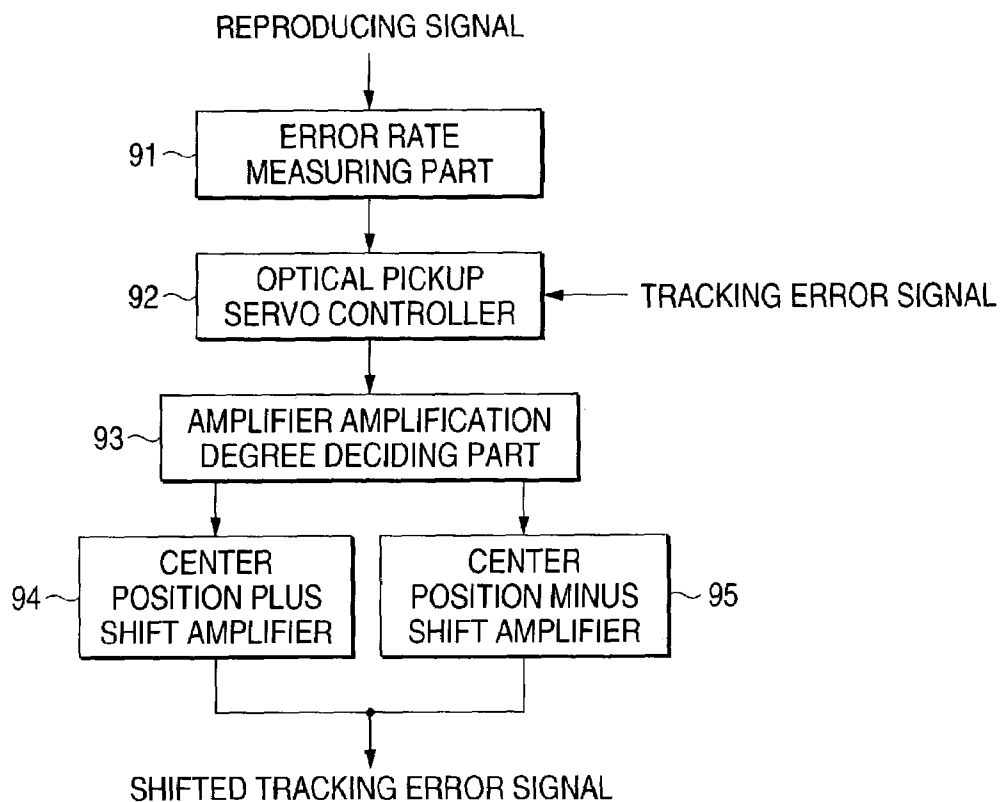 REPRODUCING SIGNAL
91
ERROR RATE
MEASURING PART
92
OPTICAL PICKUP
SERVO CONTROLLER
TRACKING ERROR SIGNAL
93
AMPLIFIER AMPLIFICATION
DEGREE DECIDING PART
94
CENTER
POSITION PLUS
SHIFT AMPLIFIER
CENTER
POSITION MINUS
SHIFT AMPLIFIER
95
SHIFTED TRACKING ERROR SIGNAL